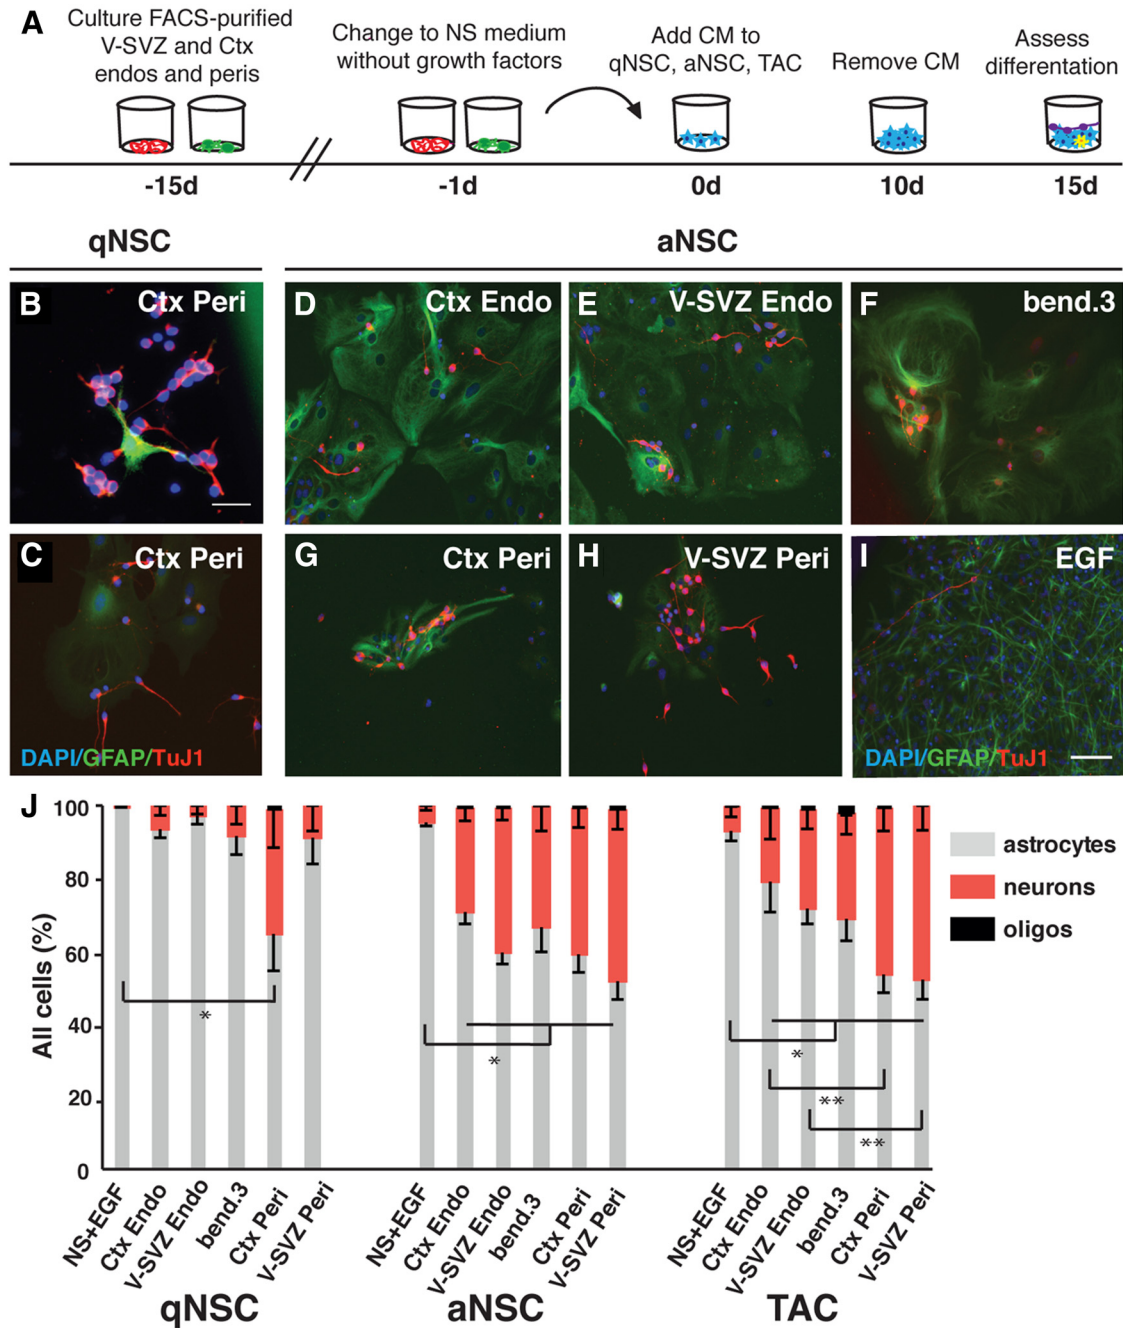 A
Culture FACS-purified
V-SVZ and Ctx
endos and peris
Change to NS medium
without growth factors
Add CM to
qNSC, aNSC, TAC
Remove CM
Assess
differentation
-15d
-1d
0d
10d
15d
qNSC
aNSC
B
Ctx Peri
D
Ctx Endo
E
V-SVZ Endo
F
bend.3
C
Ctx Peri
DAPI/GFAP/TuJ1
G
Ctx Peri
H
V-SVZ Peri
I
EGF
DAPI/GFAP/TuJ1
J
All cells (%)
100
80
60
40
20
0
*
*
*
**
**
astrocytes
neurons
oligos
NS+EGF
Ctx Endo
V-SVZ Endo
bend.3
Ctx Peri
V-SVZ Peri
NS+EGF
Ctx Endo
V-SVZ Endo
bend.3
Ctx Peri
V-SVZ Peri
NS+EGF
Ctx Endo
V-SVZ Endo
bend.3
Ctx Peri
V-SVZ Peri
qNSC
aNSC
TAC